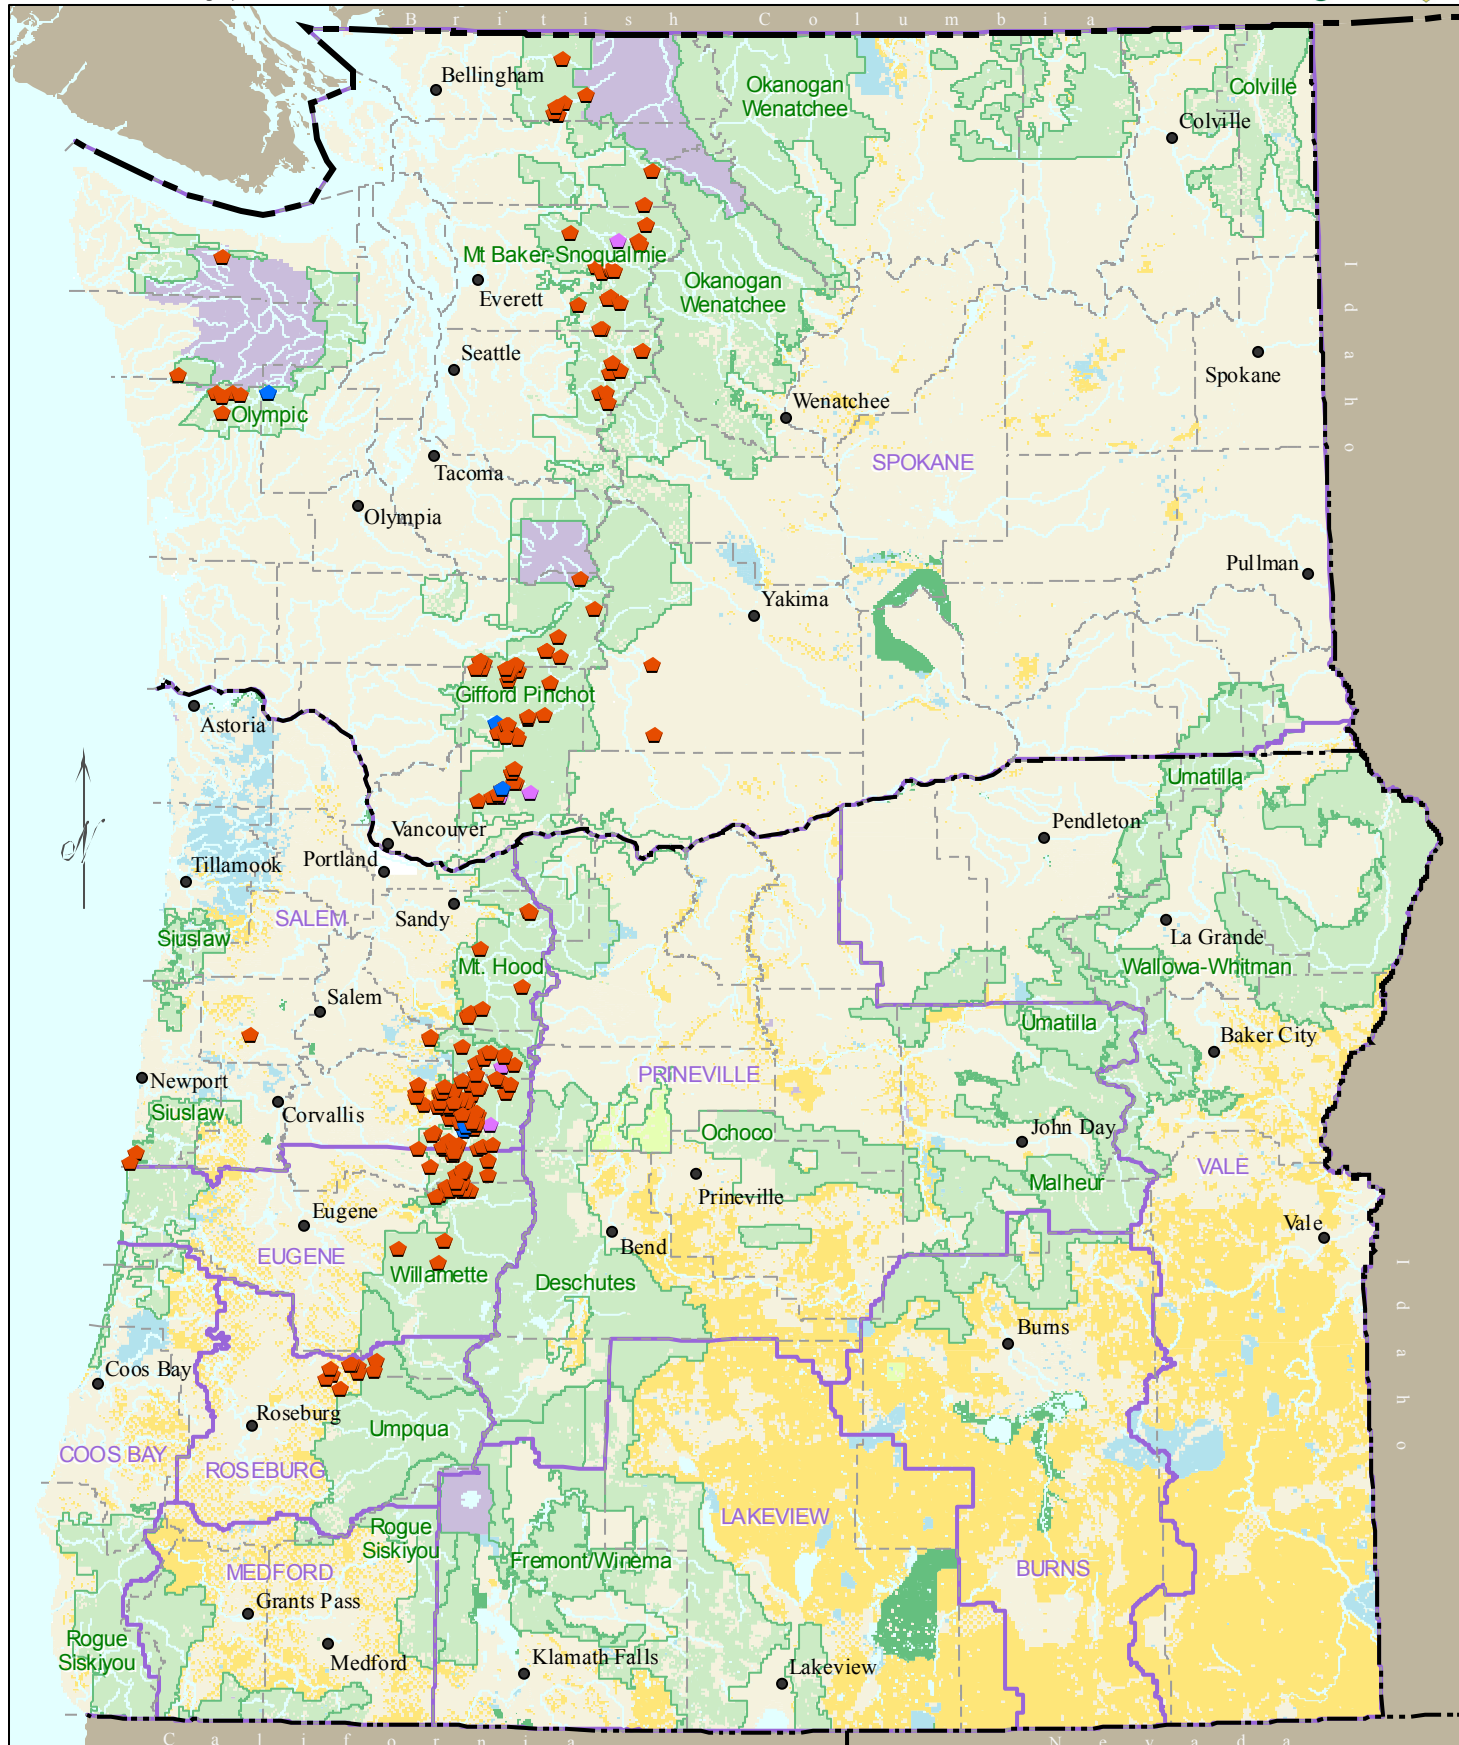 British Columbia
Bellingham
Okanogan
Wenatchee
Colville
Colville
Mt Baker-Snoqualmie
Okanogan
Wenatchee
Everett
Idaho
Seattle
Spokane
Wenatchee
Olympic
SPOKANE
Tacoma
Olympia
Pullman
Yakima
Gifford Pinchot
Astoria
Umatilla
Vancouver
Pendleton
Portland
Tillamook
Sandy
SALEM
La Grande
Siuslaw
Mt. Hood
Wallowa-Whitman
Salem
Umatilla
Baker City
Newport
PRINEVILLE
Siuslaw
Corvallis
Ochoco
John Day
VALE
Malheur
Prineville
Eugene
Vale
Bend
EUGENE
Willamette
Deschutes
Idaho
Burns
Coos Bay
Roseburg
Umpqua
COOS BAY
ROSEBURG
LAKEVIEW
Rogue
Siskiyou
Fremont/Winema
MEDFORD
BURNS
Grants Pass
Rogue
Siskiyou
Medford
Klamath Falls
Lakeview
California
Nevada